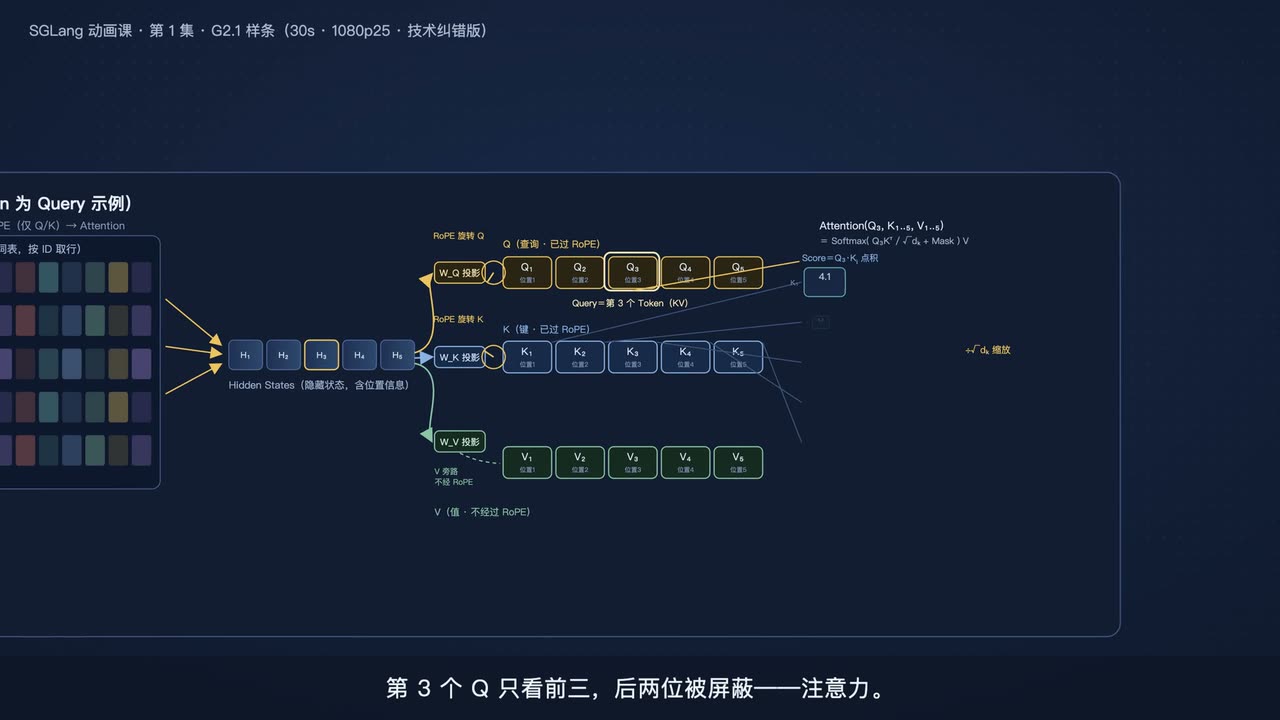 SGLang 动画课 · 第 1 集 · G2.1 样条（30s · 1080p25 · 技术纠错版）
n 为 Query 示例）
PE（仅 Q/K）→ Attention
词表，按 ID 取行）
H₁ H₂ H₃ H₄ H₅
Hidden States（隐藏状态，含位置信息）
RoPE 旋转 Q
W_Q 投影
Q（查询 · 已过 RoPE）
Q₁ Q₂ Q₃ Q₄ Q₅
位置1 位置2 位置3 位置4 位置5
Query＝第 3 个 Token（KV）
RoPE 旋转 K
W_K 投影
K（键 · 已过 RoPE）
K₁ K₂ K₃ K₄ K₅
位置1 位置2 位置3 位置4 位置5
W_V 投影
V 旁路
不经 RoPE
V₁ V₂ V₃ V₄ V₅
位置1 位置2 位置3 位置4 位置5
V（值 · 不经过 RoPE）
Attention(Q₃, K₁..₅, V₁..₅)
＝ Softmax( Q₃Kᵀ / √dₖ + Mask ) V
Score＝Q₃·Kⱼ 点积
4.1
÷√dₖ 缩放
第 3 个 Q 只看前三，后两位被屏蔽——注意力。